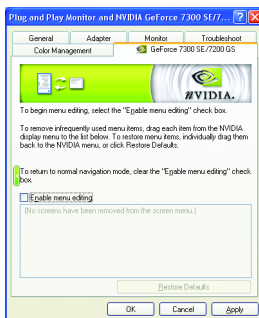 Plug and Play Monitor and NVIDIA GeForce 7300 SE/7...
General Adapter Monitor Troubleshoot
Color Management GeForce 7300 SE/7200 GS
NVIDIA.
To begin menu editing, select the "Enable menu editing" check box.
To remove infrequently used menu items, drag each item from the NVIDIA
display menu to the list below. To restore menu items, individually drag them
back to the NVIDIA menu, or click Restore Defaults.
To return to normal navigation mode, clear the "Enable menu editing" check
box.
Enable menu editing
(No screens have been removed from the screen menu.)
Restore Defaults
OK Cancel Apply